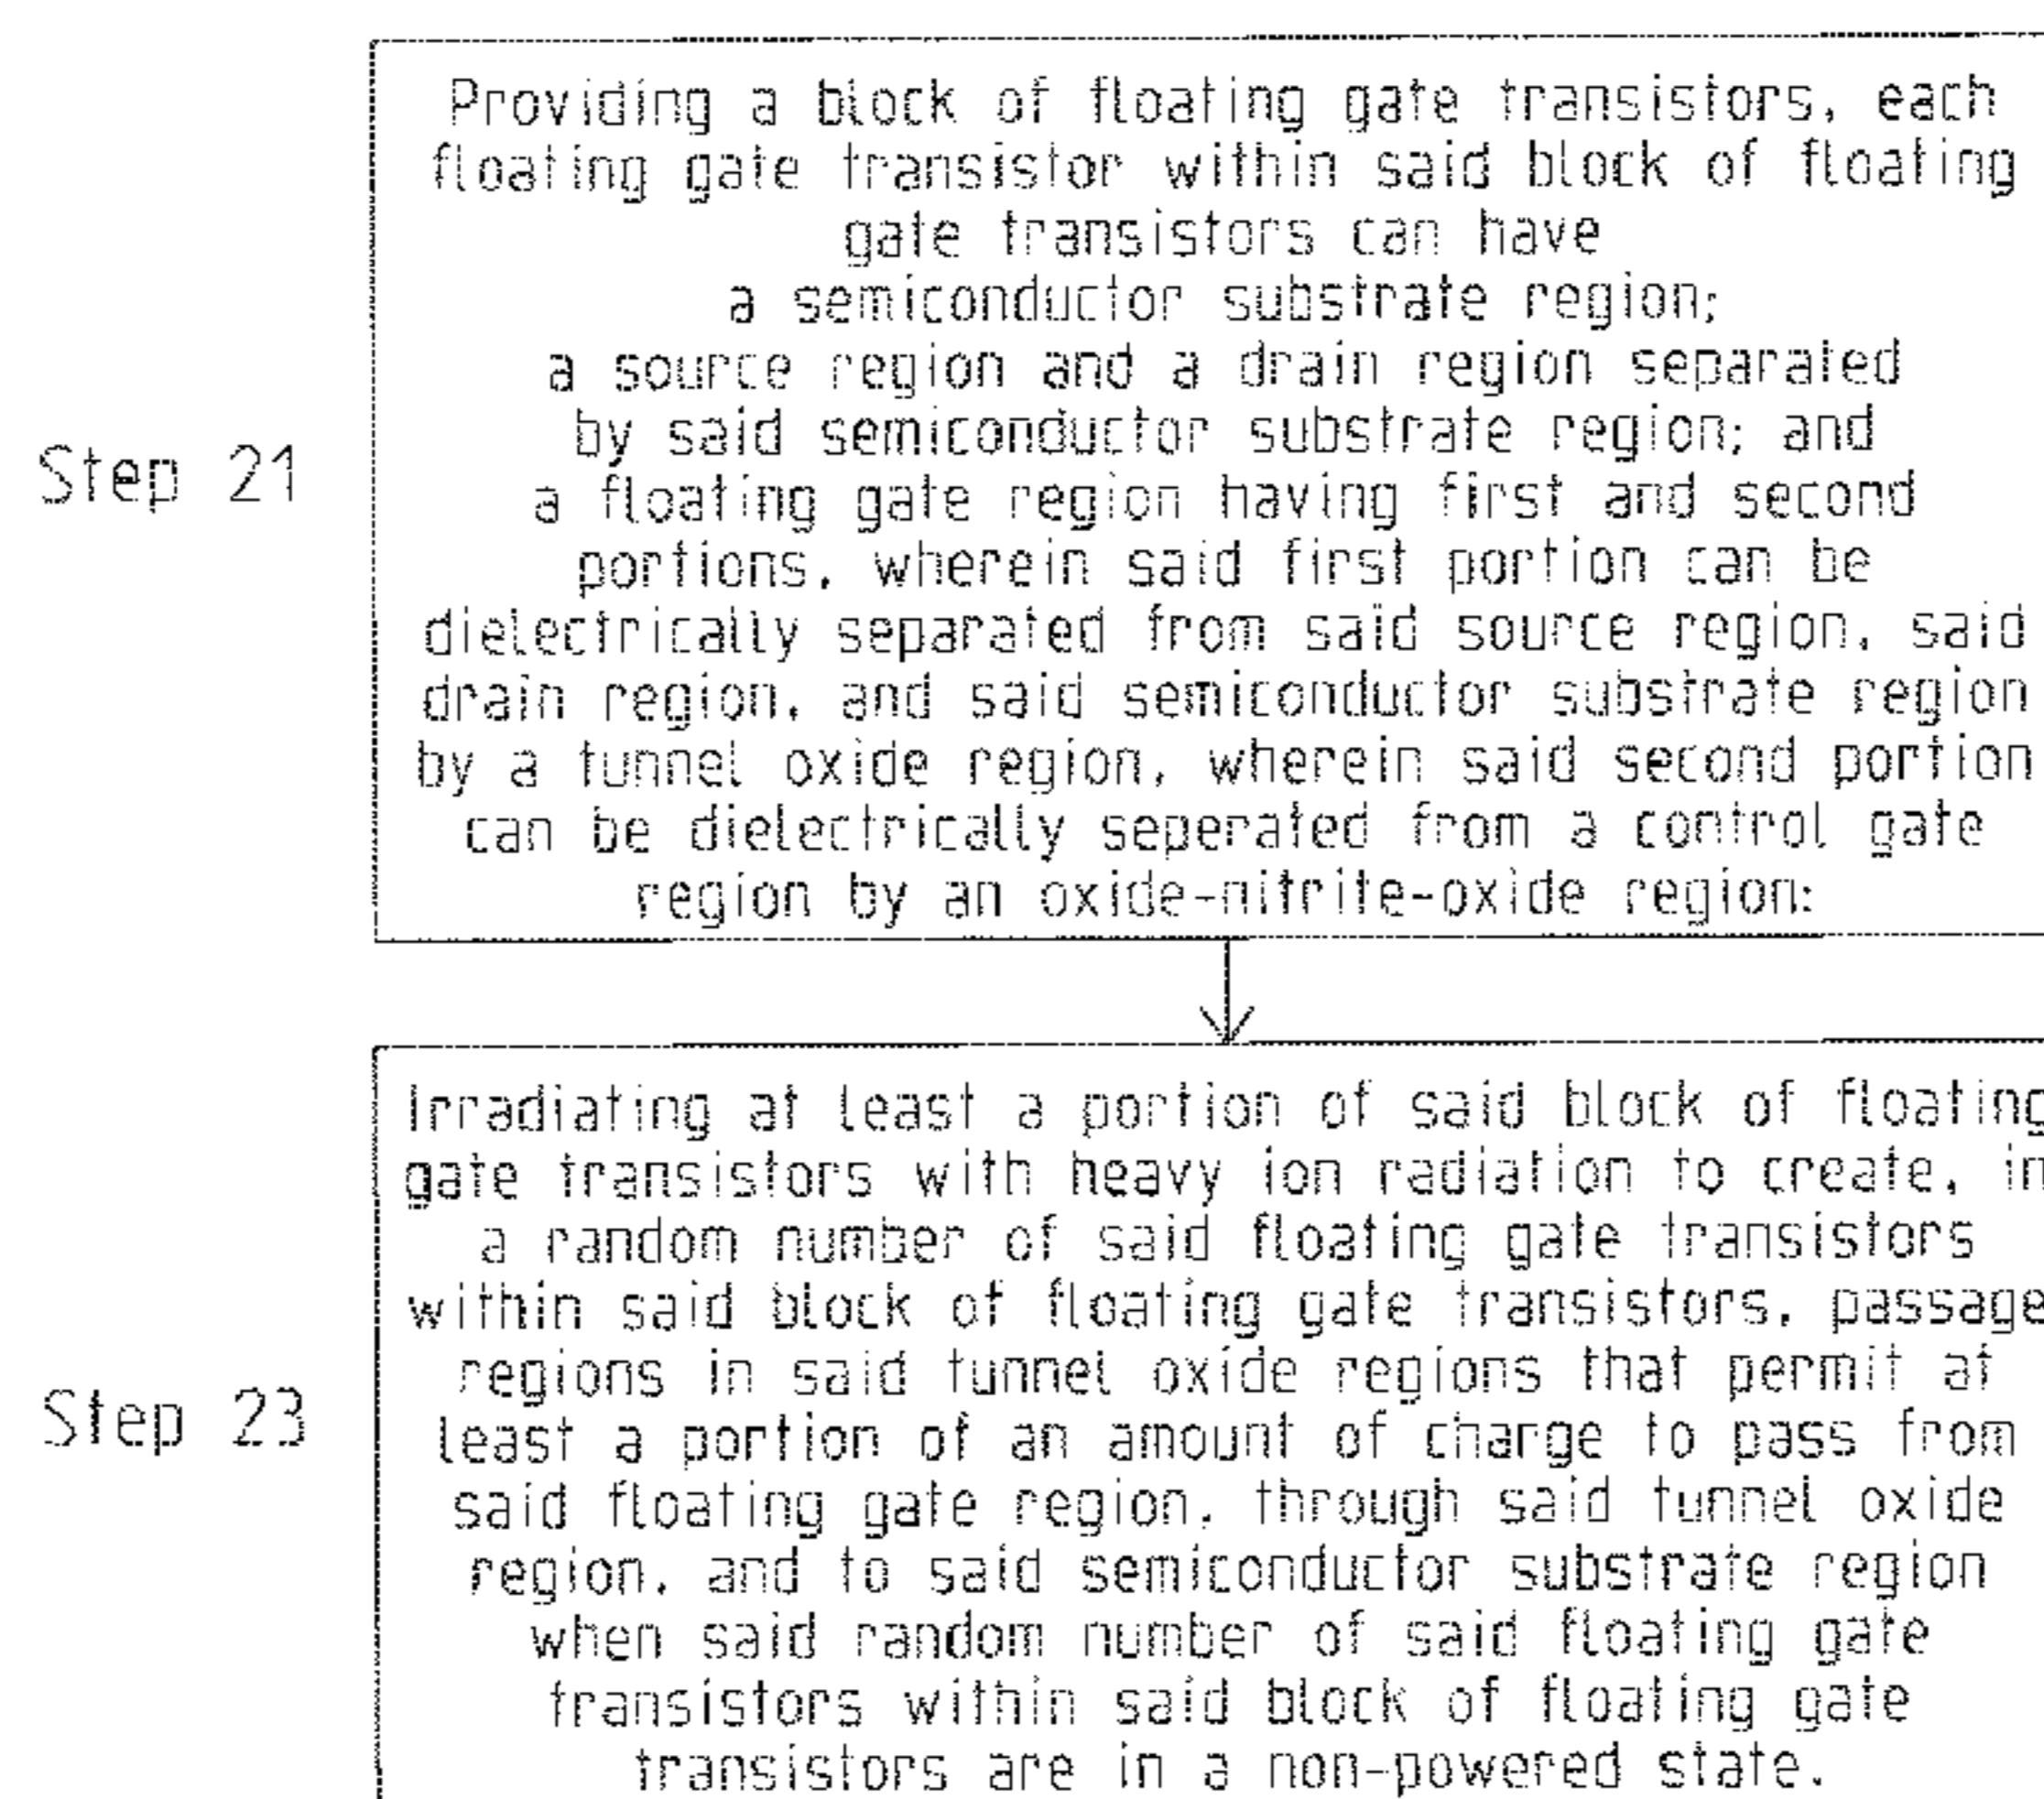 Providing a block of floating gate transistors, each
floating gate transistor within said block of floating
gate transistors can have
a semiconductor substrate region;
a source region and a drain region separated
by said semiconductor substrate region; and
Step 21
a floating gate region having first and second
portions, wherein said first portion can be
dielectrically separated from said source region, said
drain region, and said semiconductor substrate region
by a tunnel oxide region, wherein said second portion
can be dielectrically seperated from a control gate
region by an oxide-nitrite-oxide region:
Irradiating at least a portion of said block of floating
gate transistors with heavy ion radiation to create, in
a random number of said floating gate transistors
within said block of floating gate transistors, passage
regions in said tunnel oxide regions that permit at
Step 23
least a portion of an amount of charge to pass from
said floating gate region, through said tunnel oxide
region, and to said semiconductor substrate region
when said random number of said floating gate
transistors within said block of floating gate
transistors are in a non-powered state.